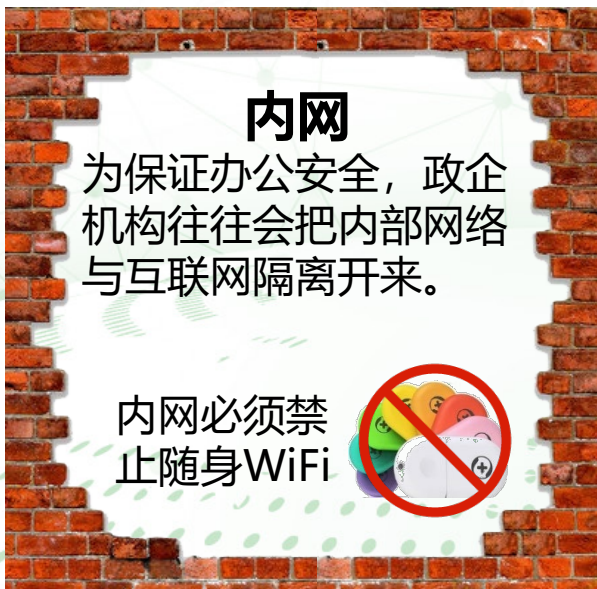 内网
为保证办公安全，政企
机构往往会把内部网络
与互联网隔离开来。
内网必须禁
止随身WiFi